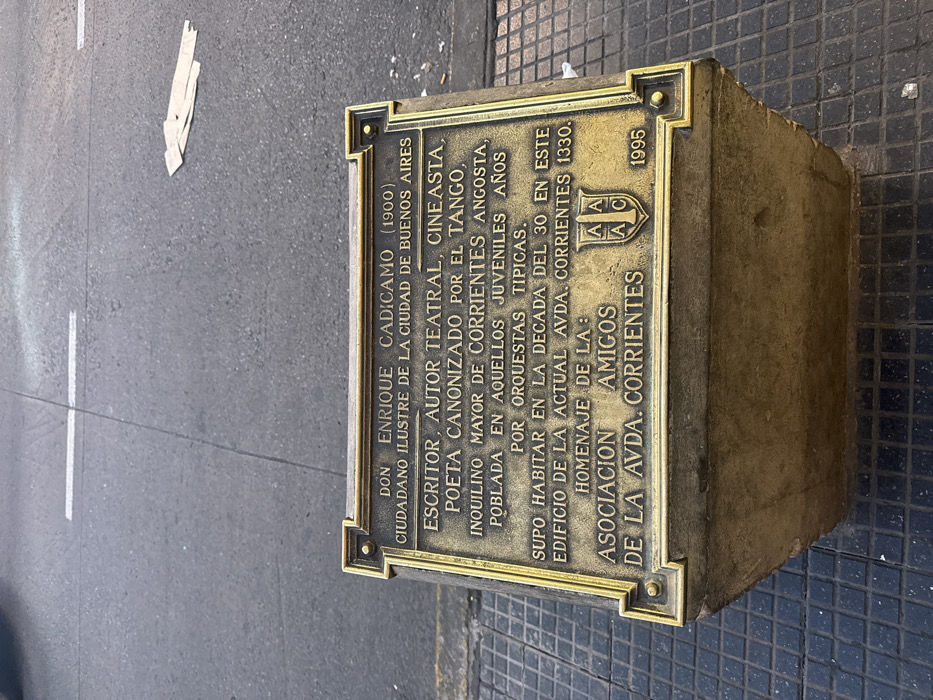 DON ENRIQUE CADICAMO (1900)
CIUDADANO ILUSTRE DE LA CIUDAD DE BUENOS AIRES
ESCRITOR, AUTOR TEATRAL, CINEASTA,
POETA CANONIZADO POR EL TANGO,
INQUILINO MAYOR DE CORRIENTES ANGOSTA,
POBLADA EN AQUELLOS JUVENILES AÑOS
POR ORQUESTAS TIPICAS.
SUPO HABITAR EN LA DECADA DEL 30 EN ESTE
EDIFICIO DE LA ACTUAL AVDA. CORRIENTES 1330.
HOMENAJE DE LA:
ASOCIACION AMIGOS
DE LA AVDA. CORRIENTES
A A
A C
1995